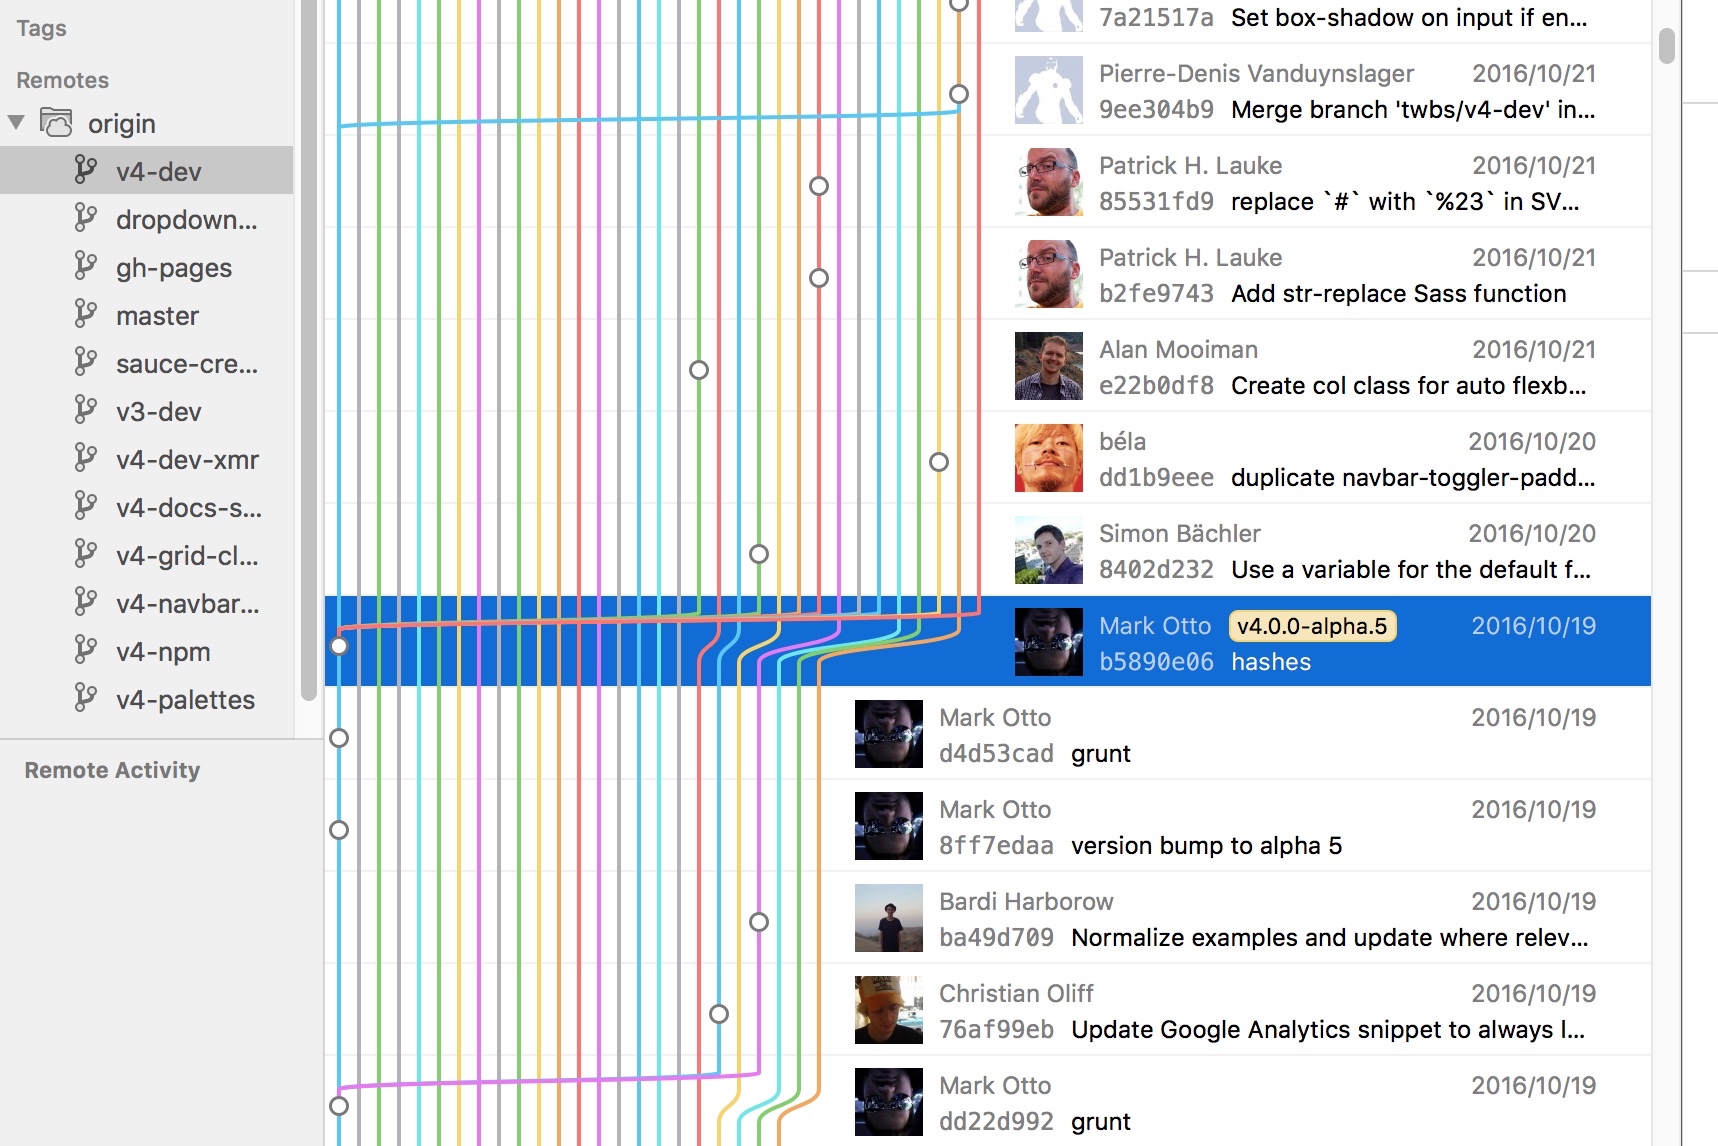 Tags
Remotes
origin
v4-dev
dropdown...
gh-pages
master
sauce-cre...
v3-dev
v4-dev-xmr
v4-docs-s...
v4-grid-cl...
v4-navbar...
v4-npm
v4-palettes
Remote Activity
7a21517a Set box-shadow on input if en...
Pierre-Denis Vanduynslager 2016/10/21
9ee304b9 Merge branch 'twbs/v4-dev' in...
Patrick H. Lauke 2016/10/21
85531fd9 replace `#` with `%23` in SV...
Patrick H. Lauke 2016/10/21
b2fe9743 Add str-replace Sass function
Alan Mooiman 2016/10/21
e22b0df8 Create col class for auto flexb...
béla 2016/10/20
dd1b9eee duplicate navbar-toggler-padd...
Simon Bächler 2016/10/20
8402d232 Use a variable for the default f...
Mark Otto v4.0.0-alpha.5 2016/10/19
b5890e06 hashes
Mark Otto 2016/10/19
d4d53cad grunt
Mark Otto 2016/10/19
8ff7edaa version bump to alpha 5
Bardi Harborow 2016/10/19
ba49d709 Normalize examples and update where relev...
Christian Oliff 2016/10/19
76af99eb Update Google Analytics snippet to always l...
Mark Otto 2016/10/19
dd22d992 grunt